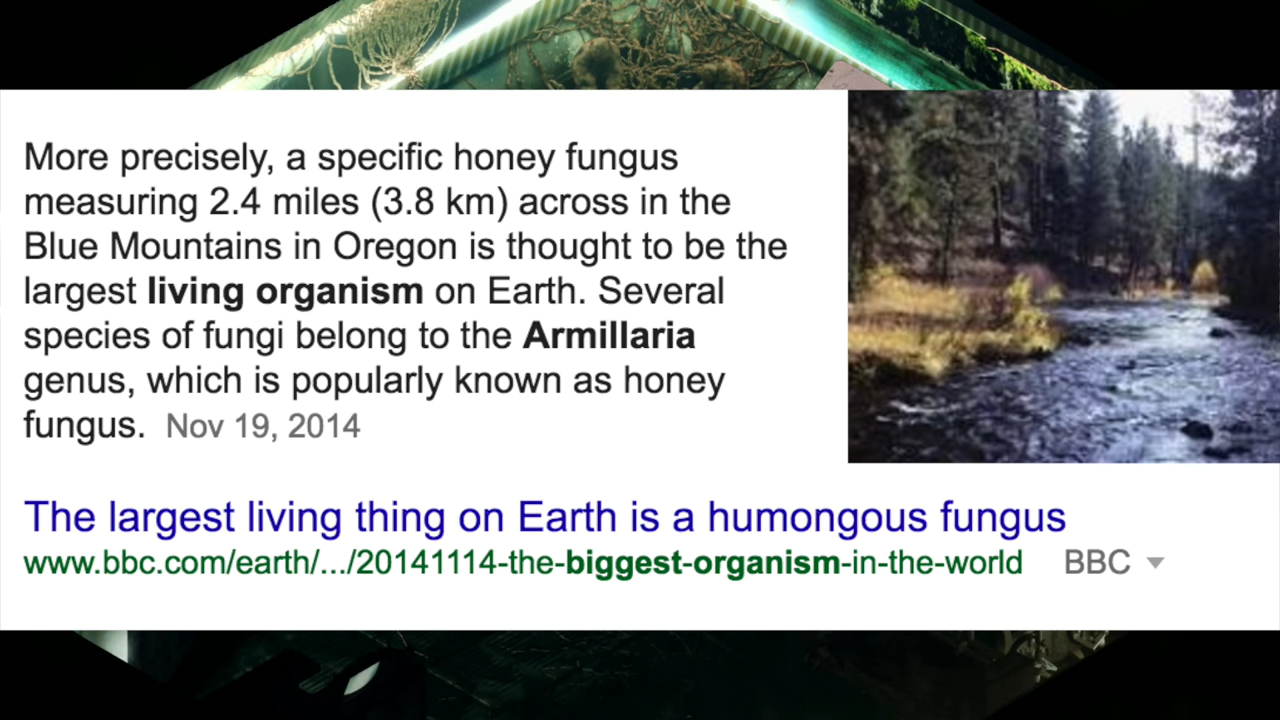 More precisely, a specific honey fungus
measuring 2.4 miles (3.8 km) across in the
Blue Mountains in Oregon is thought to be the
largest living organism on Earth. Several
species of fungi belong to the Armillaria
genus, which is popularly known as honey
fungus. Nov 19, 2014
The largest living thing on Earth is a humongous fungus
www.bbc.com/earth/.../20141114-the-biggest-organism-in-the-world BBC